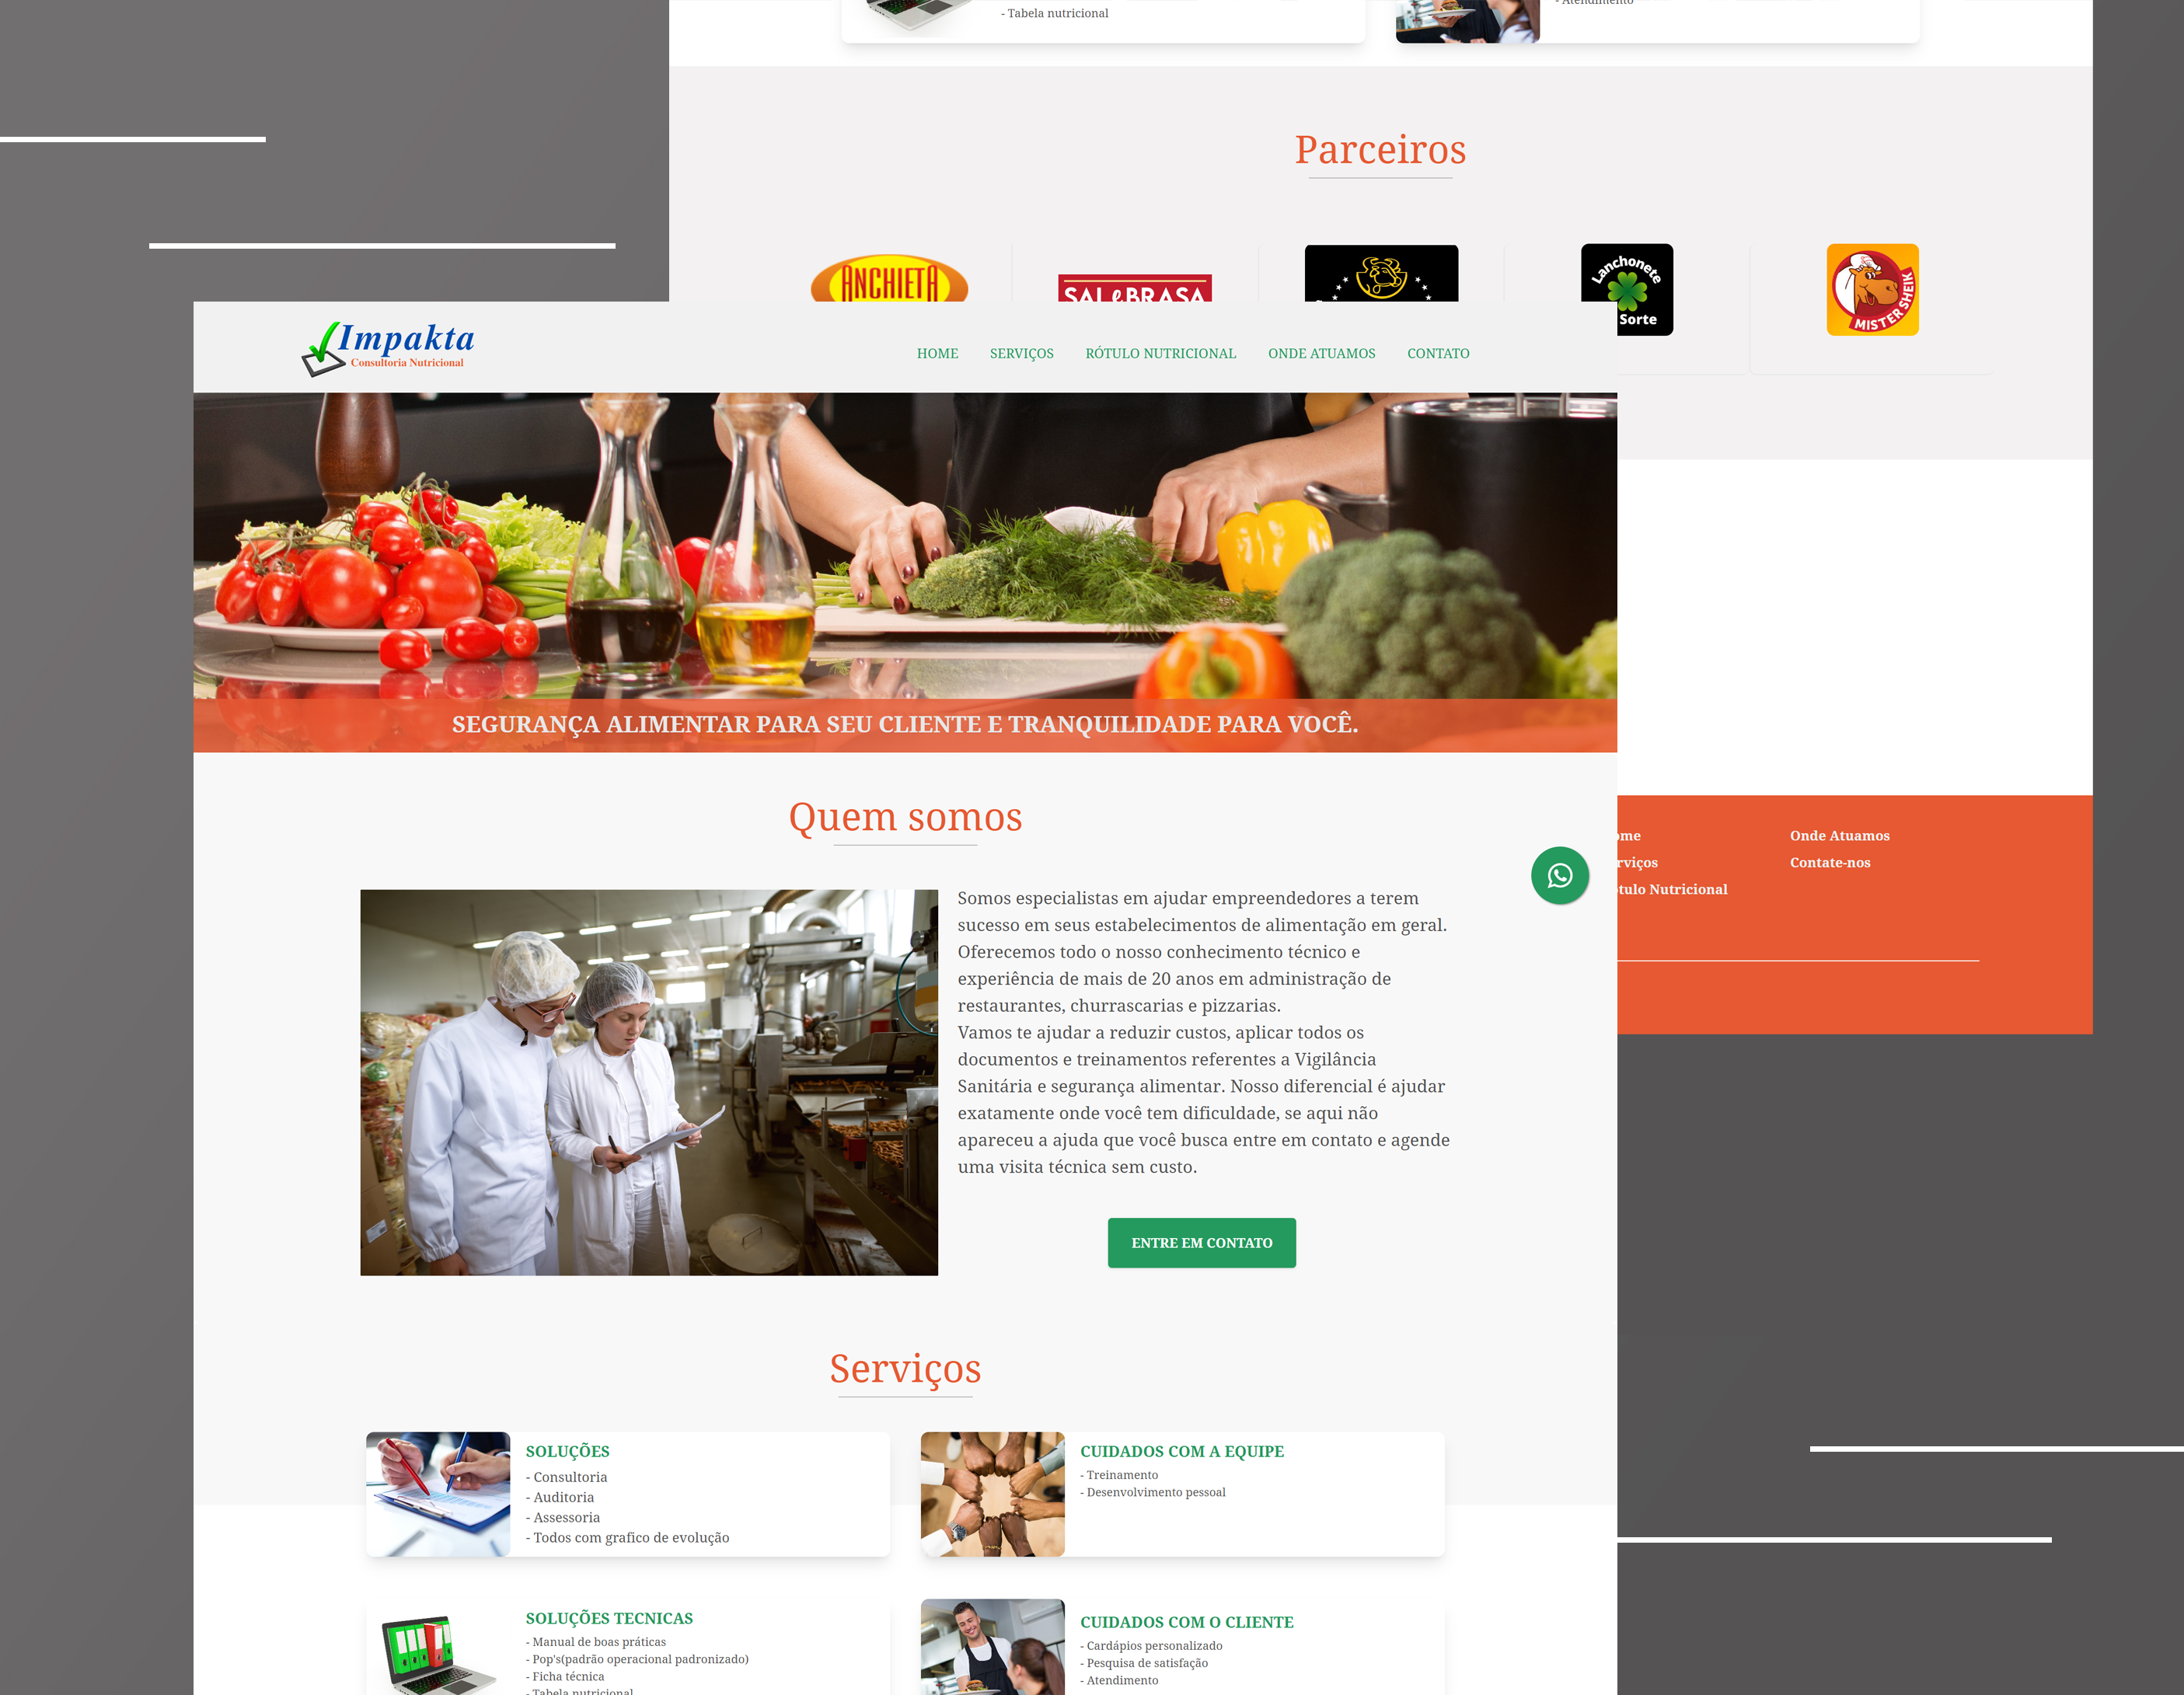 - Tabela nutricional
- Atendimento
Parceiros
ANCHIETA
SAL e BRASA
Lanchonete
Sorte
MISTER SHEIK
Impakta
Consultoria Nutricional
HOME SERVIÇOS RÓTULO NUTRICIONAL ONDE ATUAMOS CONTATO
SEGURANÇA ALIMENTAR PARA SEU CLIENTE E TRANQUILIDADE PARA VOCÊ.
Quem somos
Somos especialistas em ajudar empreendedores a terem
sucesso em seus estabelecimentos de alimentação em geral.
Oferecemos todo o nosso conhecimento técnico e
experiência de mais de 20 anos em administração de
restaurantes, churrascarias e pizzarias.
Vamos te ajudar a reduzir custos, aplicar todos os
documentos e treinamentos referentes a Vigilância
Sanitária e segurança alimentar. Nosso diferencial é ajudar
exatamente onde você tem dificuldade, se aqui não
apareceu a ajuda que você busca entre em contato e agende
uma visita técnica sem custo.
ENTRE EM CONTATO
ome
rviços
tulo Nutricional
Onde Atuamos
Contate-nos
Serviços
SOLUÇÕES
- Consultoria
- Auditoria
- Assessoria
- Todos com grafico de evolução
CUIDADOS COM A EQUIPE
- Treinamento
- Desenvolvimento pessoal
SOLUÇÕES TECNICAS
- Manual de boas práticas
- Pop's(padrão operacional padronizado)
- Ficha técnica
- Tabela nutricional
CUIDADOS COM O CLIENTE
- Cardápios personalizado
- Pesquisa de satisfação
- Atendimento